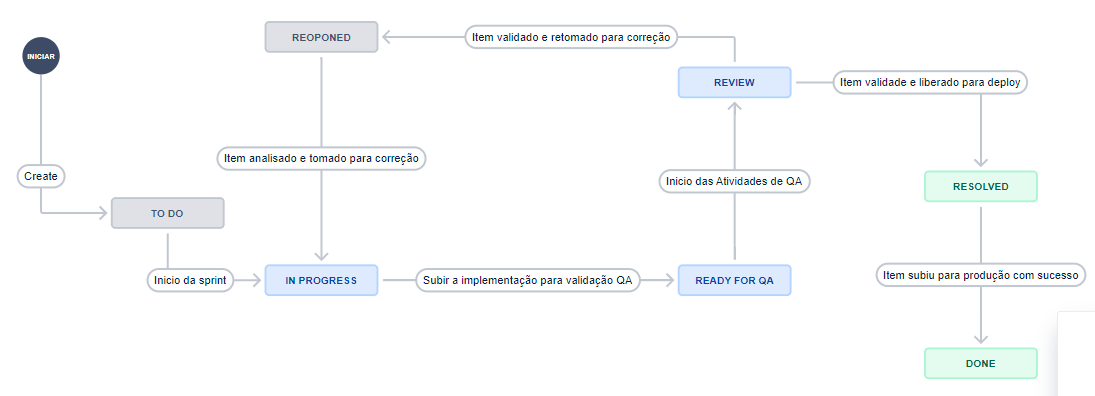 REOPONED
Item validado e retomado para correção
INICIAR
REVIEW
Item validade e liberado para deploy
Item analisado e tomado para correção
Create
Inicio das Atividades de QA
RESOLVED
TO DO
Inicio da sprint
IN PROGRESS
Subir a implementação para validação QA
READY FOR QA
Item subiu para produção com sucesso
DONE